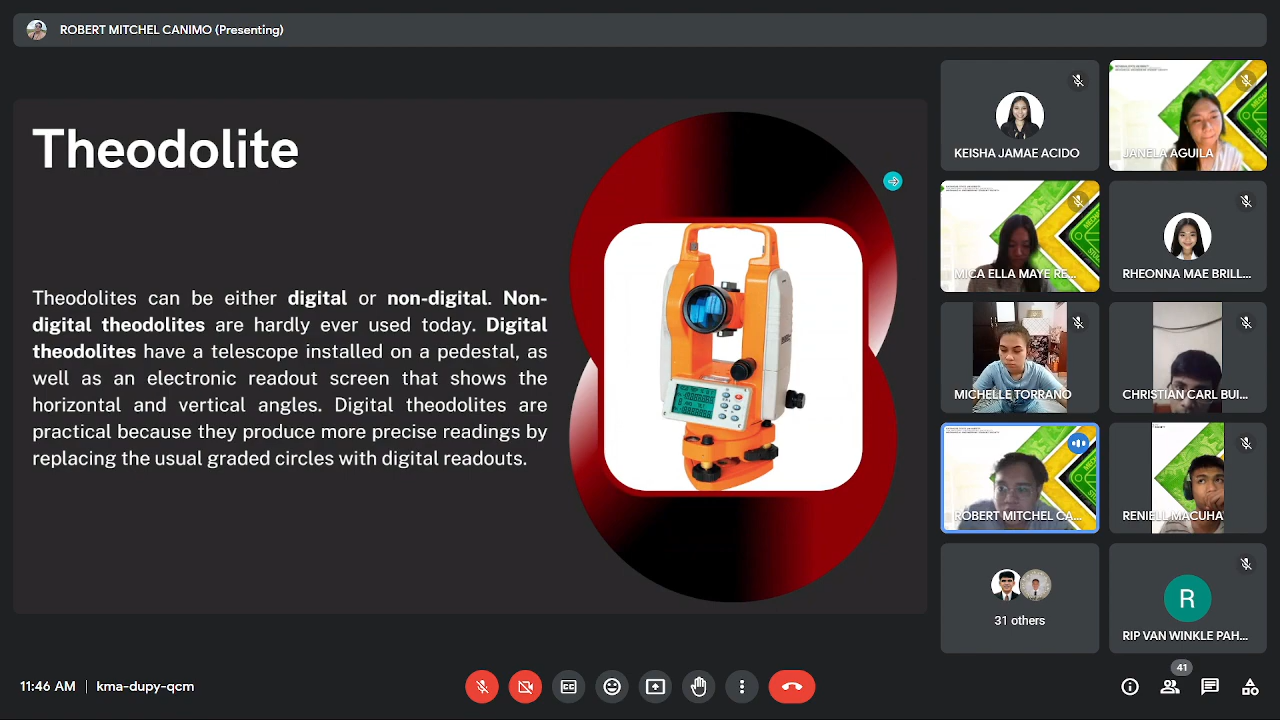 ROBERT MITCHEL CANIMO (Presenting)
Theodolite
Theodolites can be either digital or non-digital. Non-
digital theodolites are hardly ever used today. Digital
theodolites have a telescope installed on a pedestal, as
well as an electronic readout screen that shows the
horizontal and vertical angles. Digital theodolites are
practical because they produce more precise readings by
replacing the usual graded circles with digital readouts.
KEISHA JAMAE ACIDO
JANELA AGUILA
MICA ELLA MAYE RE...
RHEONNA MAE BRILL...
MICHELLE TORRANO
CHRISTIAN CARL BUI...
ROBERT MITCHEL CA...
RENIELL MACUHA
31 others
R
RIP VAN WINKLE PAH...
11:46 AM | kma-dupy-qcm
41